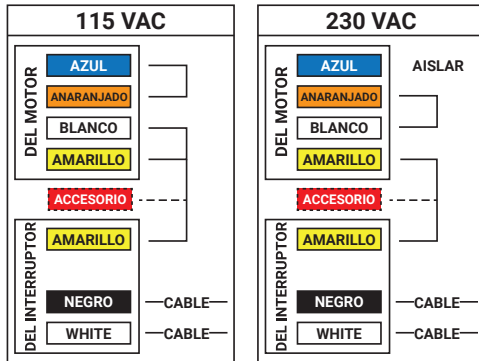 115 VAC
DEL MOTOR
AZUL
ANARANJADO
BLANCO
AMARILLO
ACCESORIO
DEL INTERRUPTOR
AMARILLO
NEGRO CABLE
WHITE CABLE
230 VAC
DEL MOTOR
AZUL AISLAR
ANARANJADO
BLANCO
AMARILLO
ACCESORIO
DEL INTERRUPTOR
AMARILLO
NEGRO CABLE
WHITE CABLE